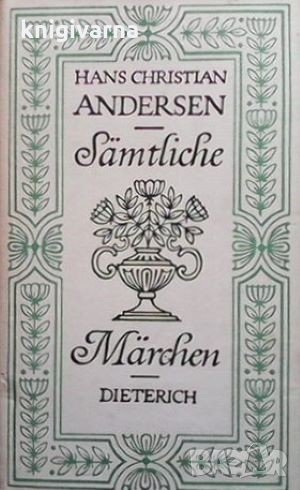 knigivarna
HANS CHRISTIAN
ANDERSEN
Sämtliche
Märchen
DIETERICH